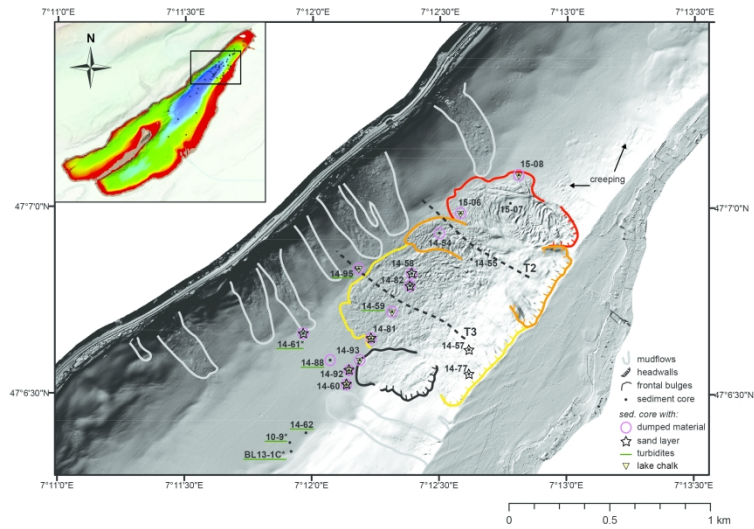 7°11'0"E
7°11'30"E
7°12'0"E
7°12'30"E
7°13'0"E
7°13'30"E
N
15-08
creeping
47°7'0"N
47°7'0"N
15-06
15-07
14-54
14-55
T2
14-58
14-95
14-82
14-59
T3
14-81
14-61*
14-57
14-93
14-88
14-92
14-77
14-60
47°6'30"N
47°6'30"N
14-62
10-9*
BL13-1C*
mudflows
headwalls
frontal bulges
sediment core
sed. core with:
dumped material
sand layer
turbidites
lake chalk
7°11'0"E
7°11'30"E
7°12'0"E
7°12'30"E
7°13'0"E
7°13'30"E
0
0.5
1 km